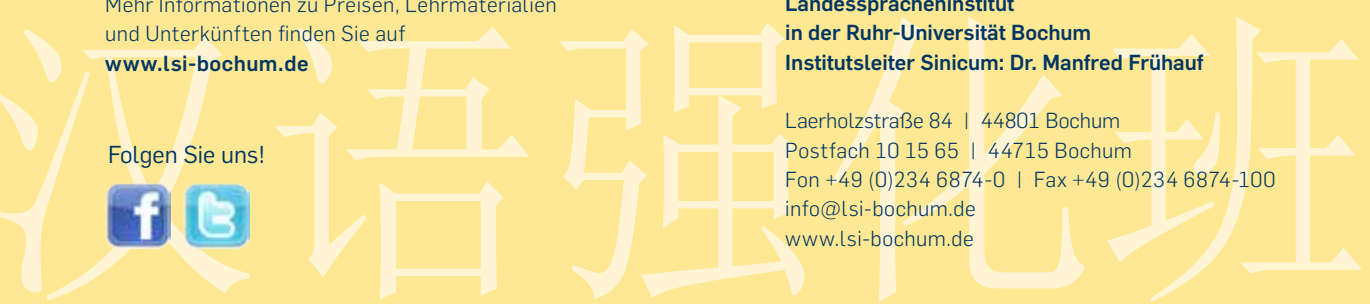 Mehr Informationen zu Preisen, Lehrmaterialien
und Unterkünften finden Sie auf
www.lsi-bochum.de
Folgen Sie uns!
Landesspracheninstitut
in der Ruhr-Universität Bochum
Institutsleiter Sinicum: Dr. Manfred Frühauf
Laerholzstraße 84 | 44801 Bochum
Postfach 10 15 65 | 44715 Bochum
Fon +49 (0)234 6874-0 | Fax +49 (0)234 6874-100
info@lsi-bochum.de
www.lsi-bochum.de
汉语强化班